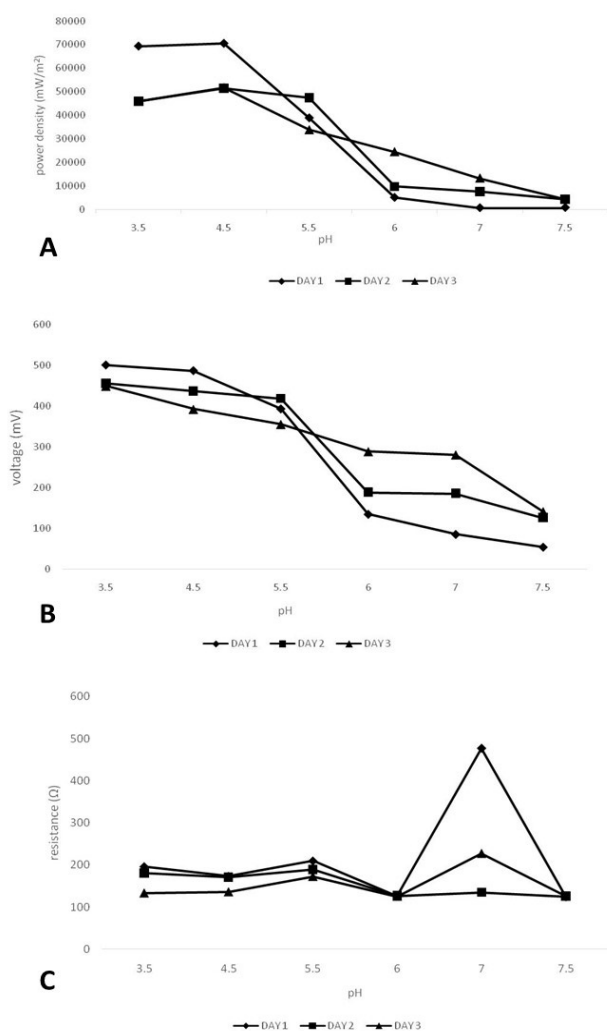 80000
70000
60000
50000
40000
30000
20000
10000
0
power density (mW/m²)
3.5 4.5 5.5 6 7 7.5
pH
A
DAY1 DAY2 DAY3
600
500
400
300
200
100
0
voltage (mV)
3.5 4.5 5.5 6 7 7.5
pH
B
DAY1 DAY2 DAY3
600
500
400
300
200
100
0
resistance (Ω)
3.5 4.5 5.5 6 7 7.5
pH
C
DAY1 DAY2 DAY3